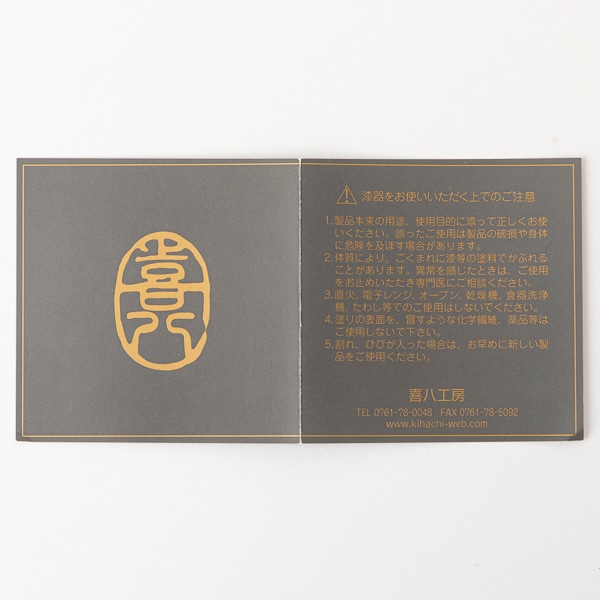 喜八
漆器をお使いいただく上でのご注意
1.製品本来の用途、使用目的に添って正しくお使
いください。誤ったご使用は製品の破損や身体
に危険を及ぼす場合があります。
2.体質により、ごくまれに漆等の塗料でかぶれる
ことがあります。異常を感じたときは、ご使用
をお止めいただき専門医にご相談ください。
3.直火、電子レンジ、オーブン、乾燥機、食器洗浄
機、たわし等でのご使用はしないでください。
4.塗りの表面を、冒すような化学繊維、薬品等は
ご使用しないで下さい。
5.割れ、ひびが入った場合は、お早めに新しい製
品をご使用ください。
喜八工房
TEL 0761-78-0048 FAX 0761-78-5092
www.kihachi-web.com